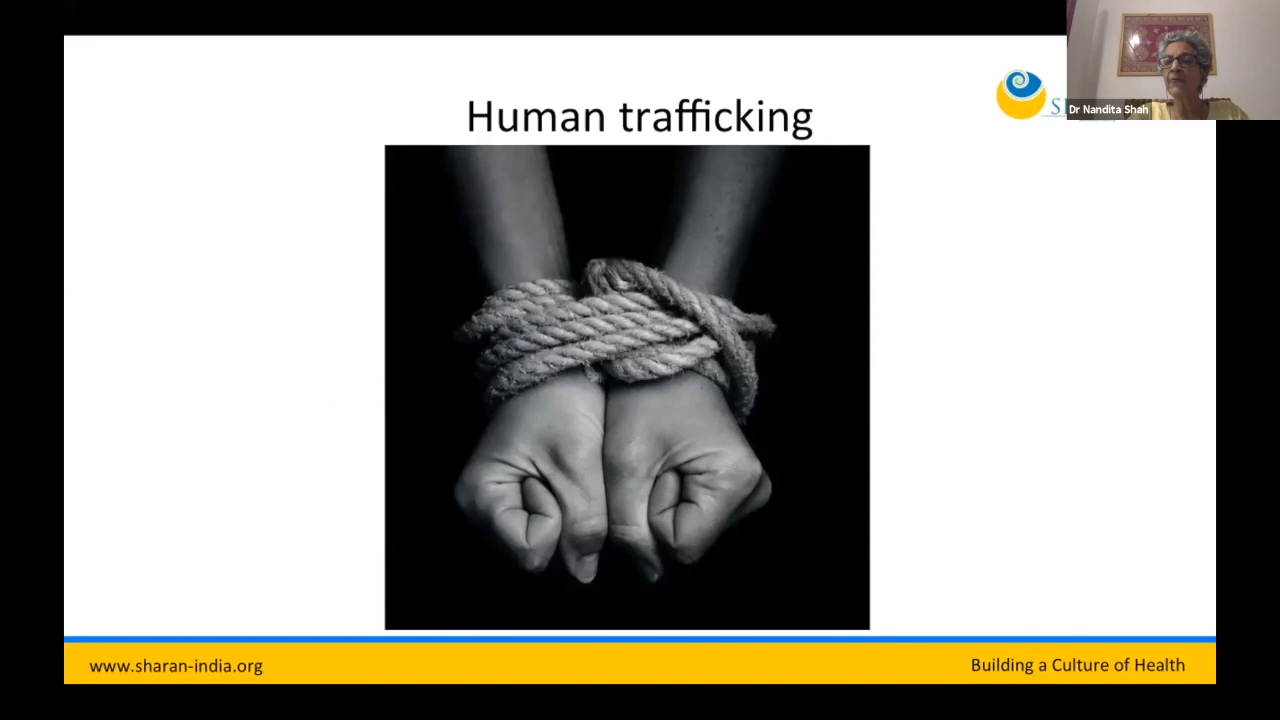 Human trafficking
Dr Nandita Shah
www.sharan-india.org
Building a Culture of Health